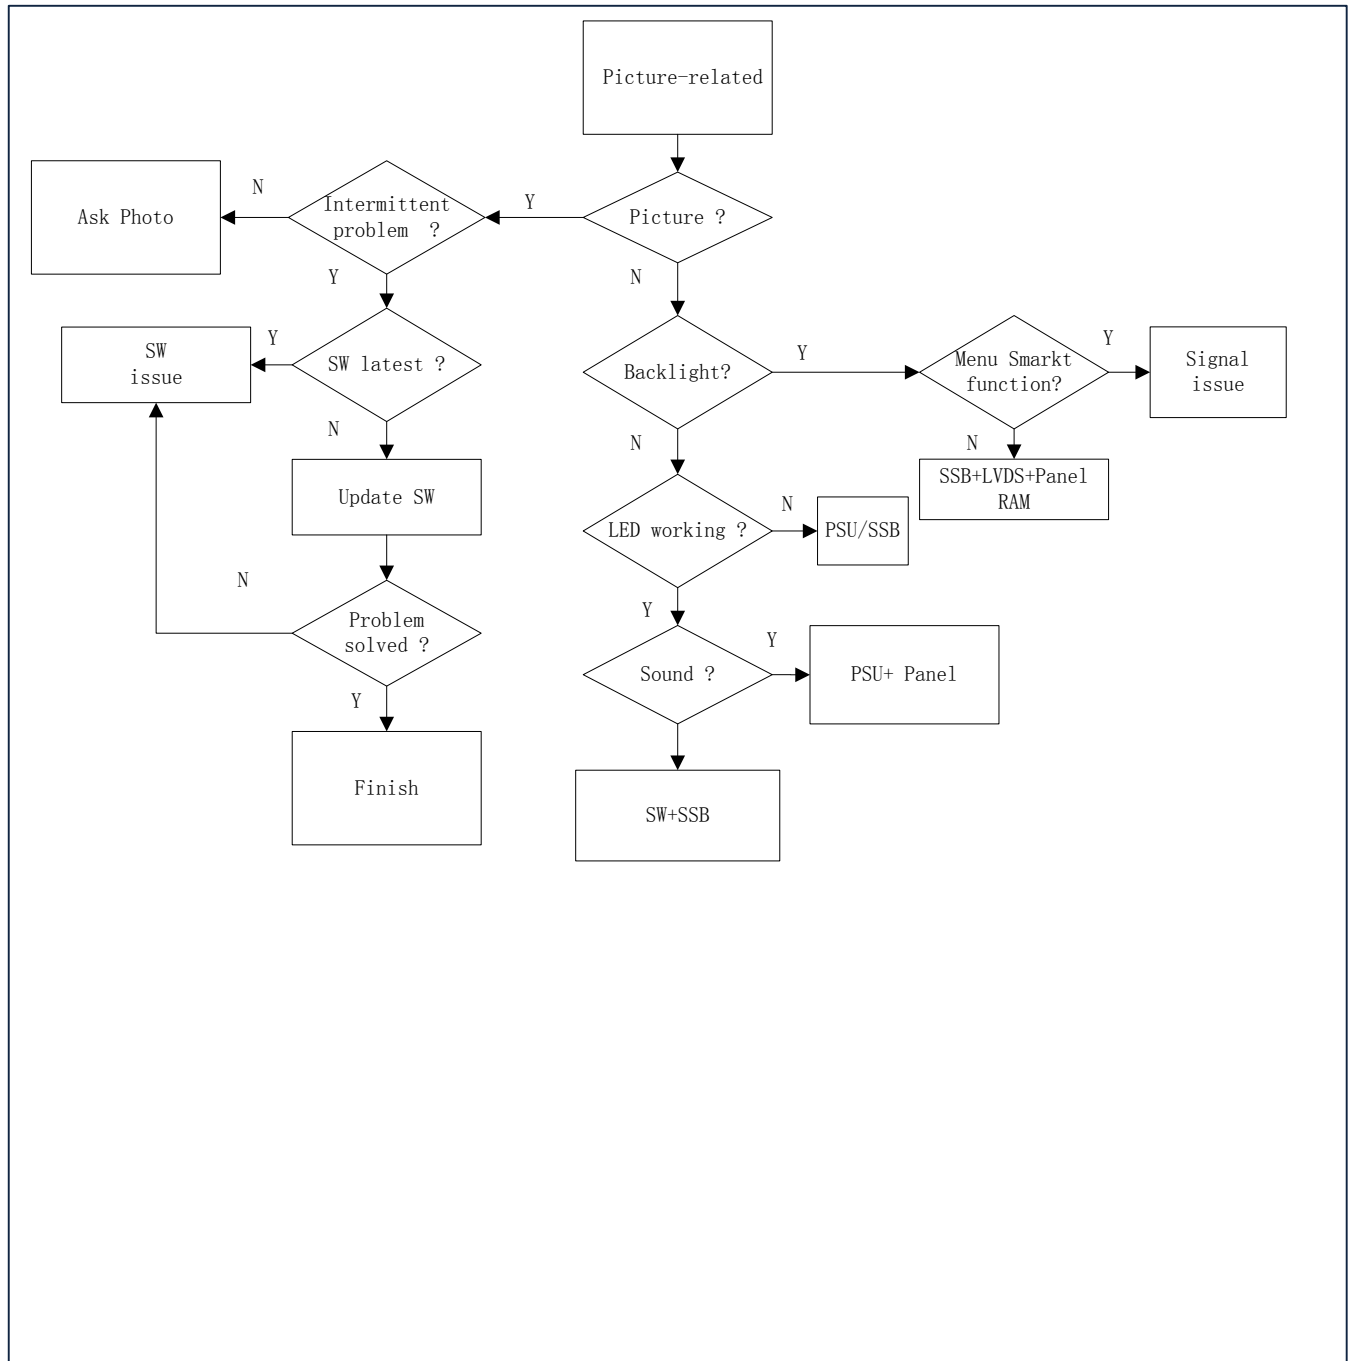 Picture-related
Ask Photo
N
Intermittent
problem ?
Y
Picture ?
Y
N
SW
issue
Y
SW latest ?
Backlight?
Y
Menu Smarkt
function?
Y
Signal
issue
N
N
N
SSB+LVDS+Panel
RAM
Update SW
LED working ?
N
PSU/SSB
N
Y
Problem
solved ?
Sound ?
Y
PSU+ Panel
Y
Finish
SW+SSB